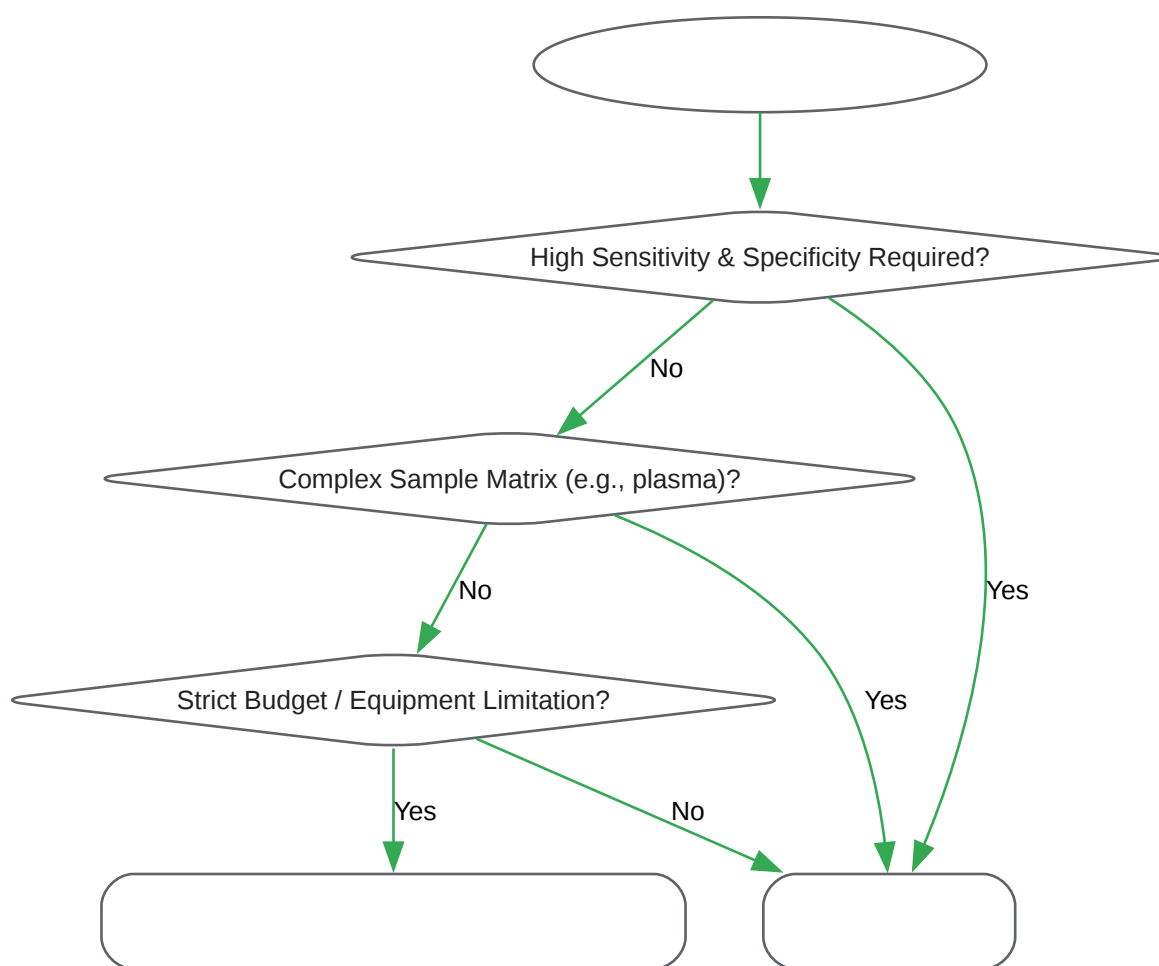 High Sensitivity & Specificity Required?
No
Complex Sample Matrix (e.g., plasma)?
No
Yes
Strict Budget / Equipment Limitation?
Yes
Yes
No